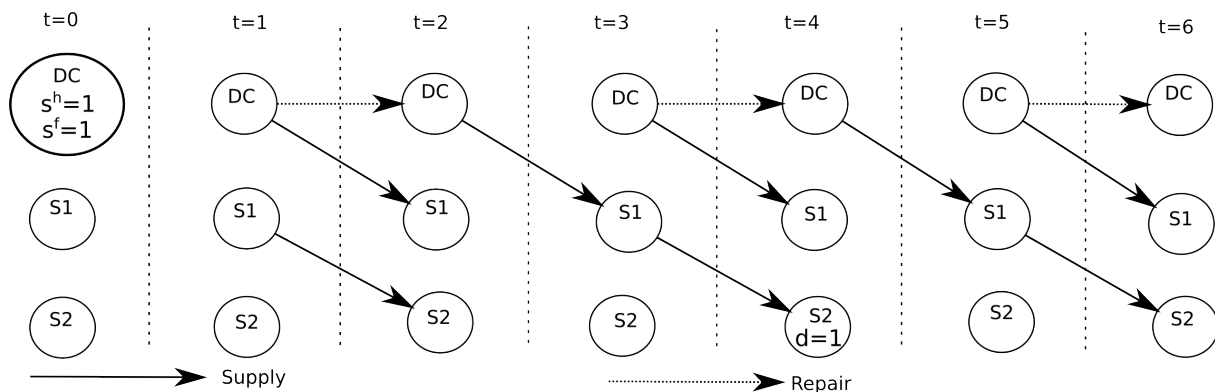 t=0 t=1 t=2 t=3 t=4 t=5 t=6
DC
s^h=1
s^f=1
DC DC DC DC DC DC
S1 S1 S1 S1 S1 S1 S1
S2 S2 S2 S2 S2 S2 S2
d=1
Supply Repair